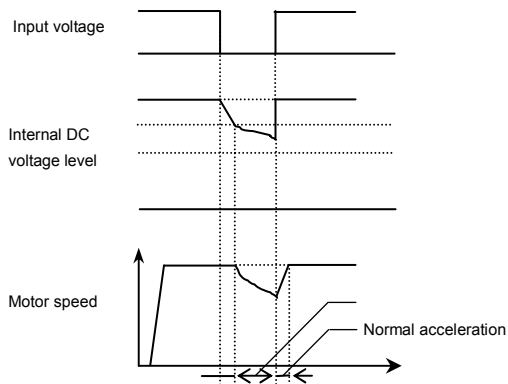 Input voltage
Internal DC
voltage level
Motor speed
Normal acceleration